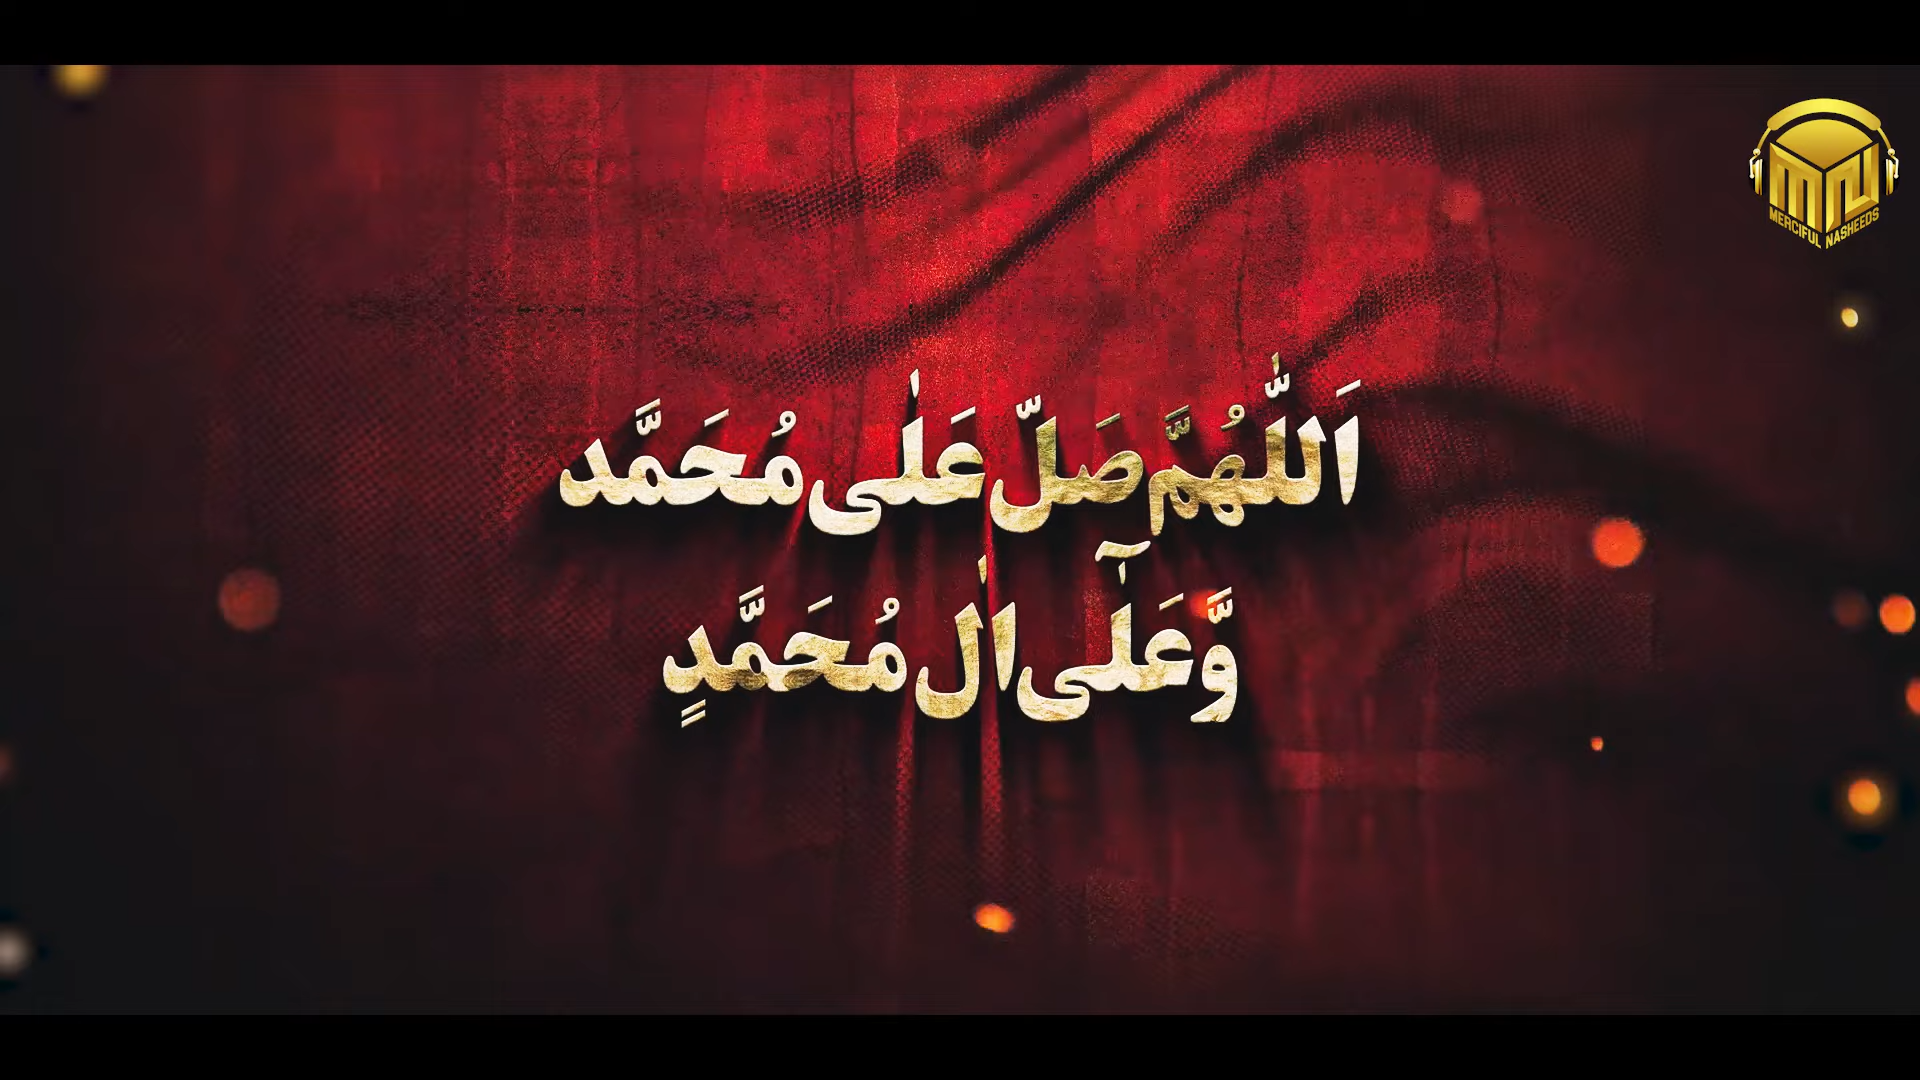 MERCIFUL NASHEEDS
اَللّٰهُمَّ صَلِّ عَلٰى مُحَمَّد
وَّعَلٰٓى اٰل مُحَمَّدٍ